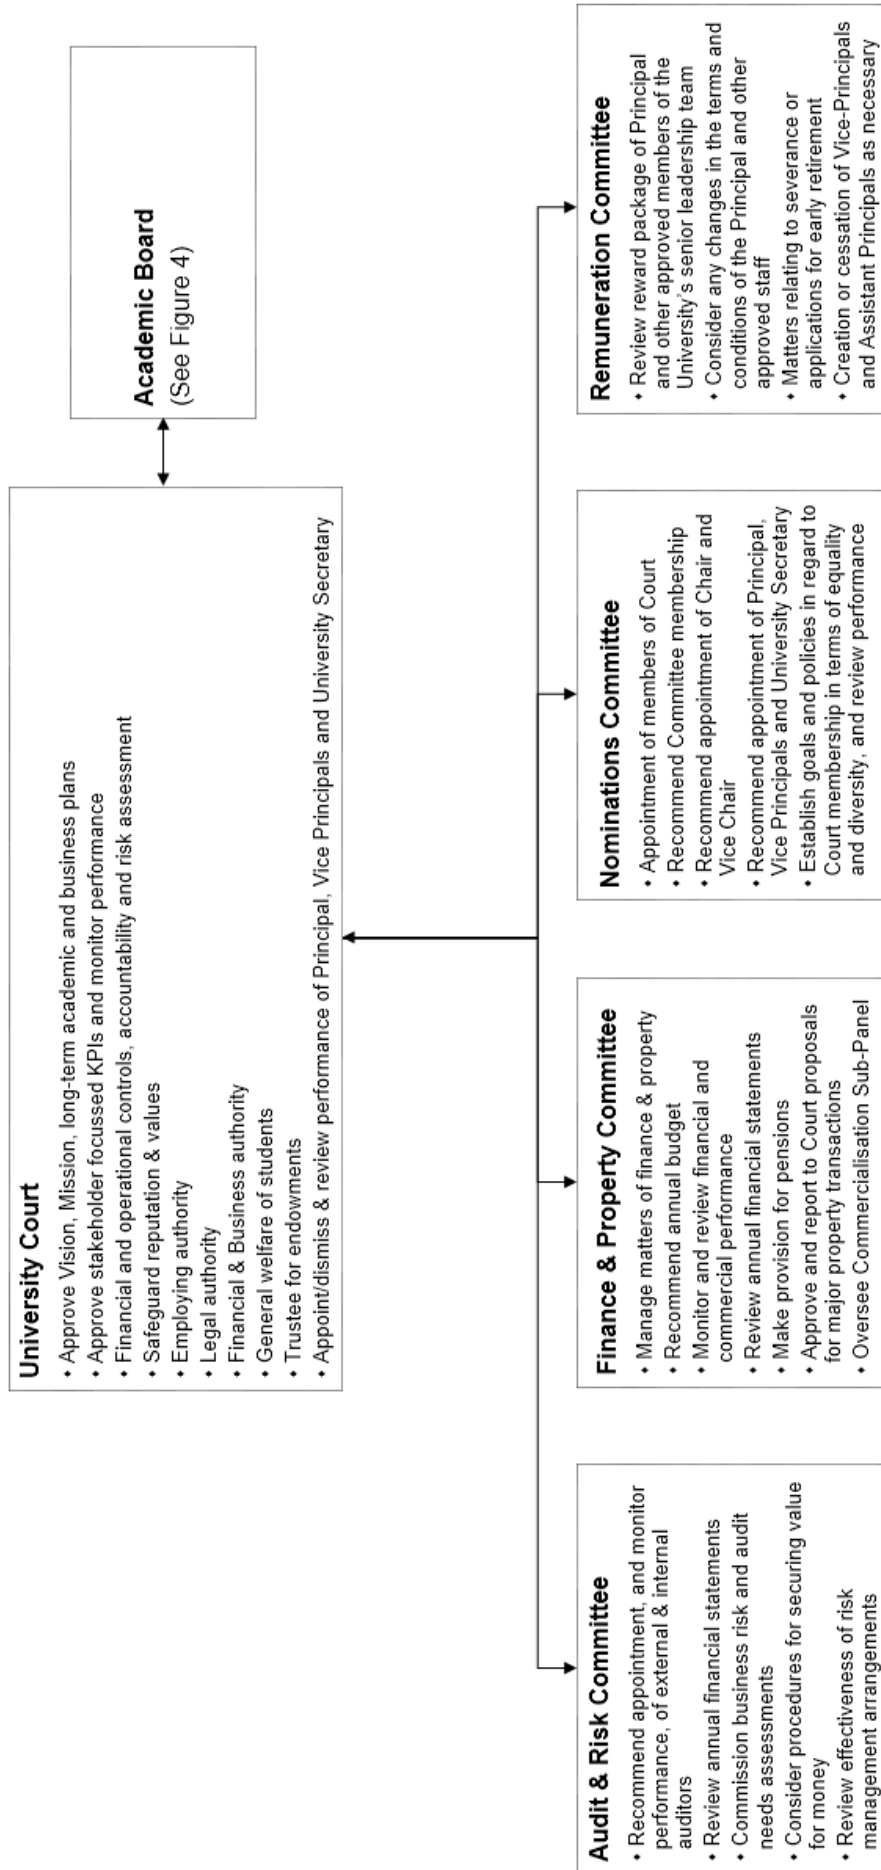 University Court
• Approve Vision, Mission, long-term academic and business plans
• Approve stakeholder focussed KPIs and monitor performance
• Financial and operational controls, accountability and risk assessment
• Safeguard reputation & values
• Employing authority
• Legal authority
• Financial & Business authority
• General welfare of students
• Trustee for endowments
• Appoint/dismiss & review performance of Principal, Vice Principals and University Secretary
Academic Board
(See Figure 4)
Audit & Risk Committee
• Recommend appointment, and monitor
performance, of external & internal
auditors
• Review annual financial statements
• Commission business risk and audit
needs assessments
• Consider procedures for securing value
for money
• Review effectiveness of risk
management arrangements
Finance & Property Committee
• Manage matters of finance & property
• Recommend annual budget
• Monitor and review financial and
commercial performance
• Review annual financial statements
• Make provision for pensions
• Approve and report to Court proposals
for major property transactions
• Oversee Commercialisation Sub-Panel
Nominations Committee
• Appointment of members of Court
• Recommend Committee membership
• Recommend appointment of Chair and
Vice Chair
• Recommend appointment of Principal,
Vice Principals and University Secretary
• Establish goals and policies in regard to
Court membership in terms of equality
and diversity, and review performance
Remuneration Committee
• Review reward package of Principal
and other approved members of the
University's senior leadership team
• Consider any changes in the terms and
conditions of the Principal and other
approved staff
• Matters relating to severance or
applications for early retirement
• Creation or cessation of Vice-Principals
and Assistant Principals as necessary